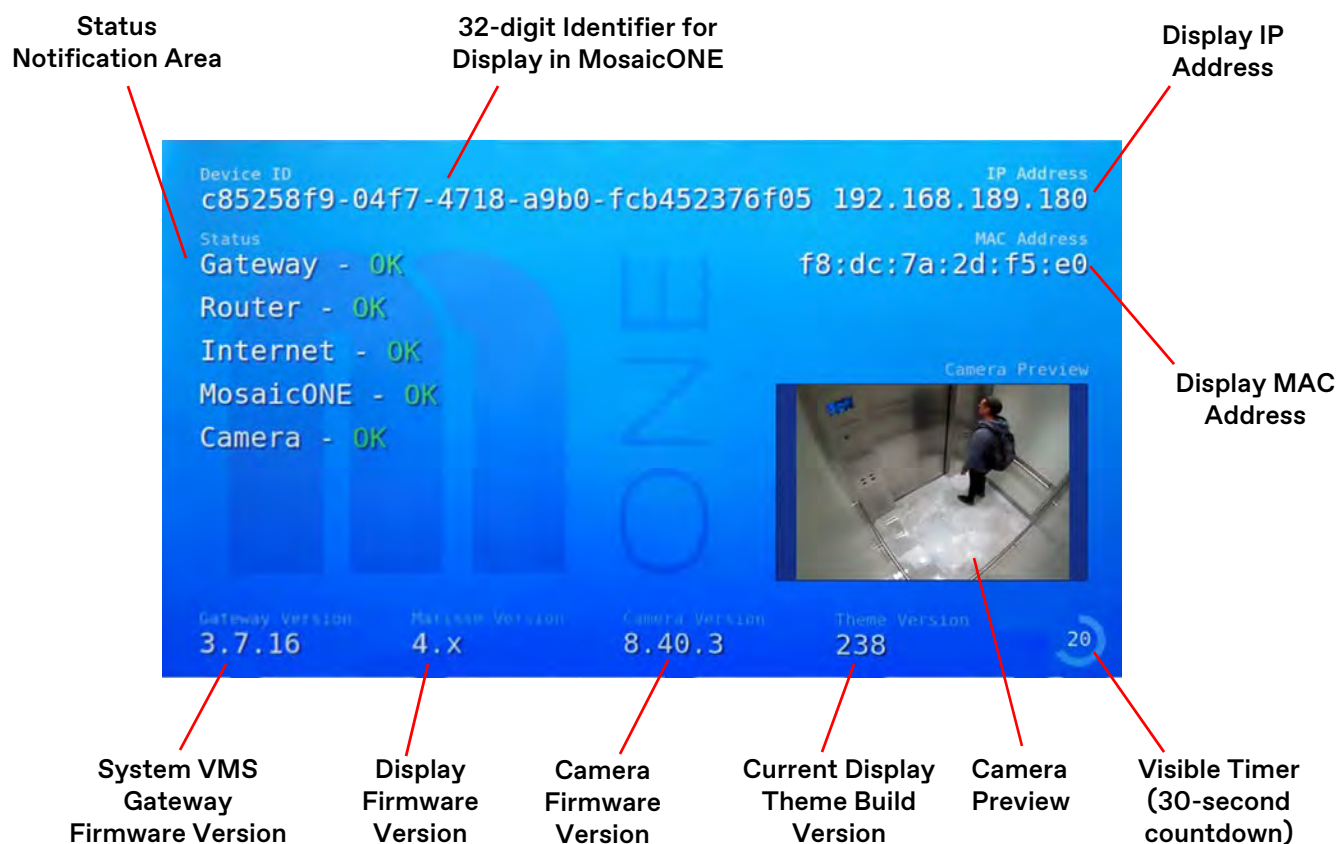 Status
Notification Area
32-digit Identifier for
Display in MosaicONE
Display IP
Address
Device ID
IP Address
c85258f9-04f7-4718-a9b0-fcb452376f05 192.168.189.180
Status
MAC Address
Gateway - OK
f8:dc:7a:2d:f5:e0
Router - OK
Internet - OK
MosaicONE - OK
Camera - OK
ONE
Camera Preview
Display MAC
Address
Gateway Version
Matisse Version
Camera Version
Theme Version
3.7.16
4.x
8.40.3
238
20
System VMS
Gateway
Firmware Version
Display
Firmware
Version
Camera
Firmware
Version
Current Display
Theme Build
Version
Camera
Preview
Visible Timer
(30-second
countdown)